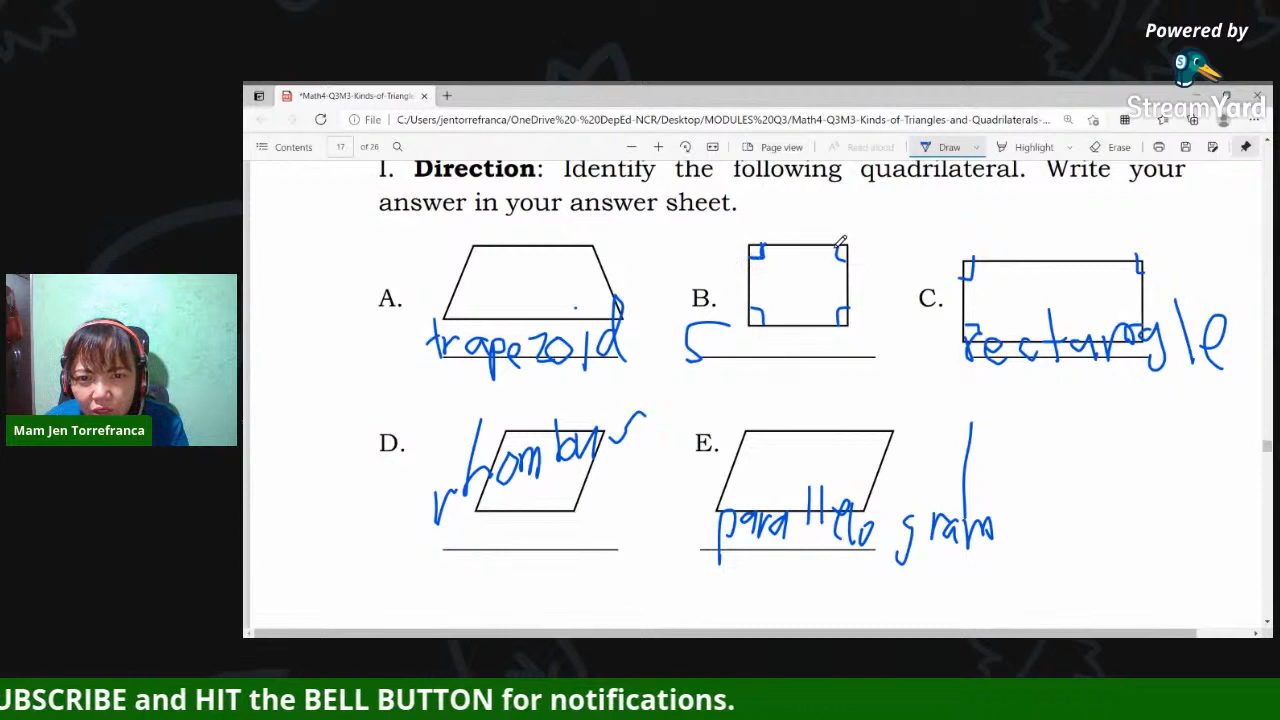 Powered by
StreamYard
*Math4-Q3M3-Kinds-of-Triangle
File C:/Users/jentorrefranca/OneDrive%20-%20DepEd-NCR/Desktop/MODULES%20Q3/Math4-Q3M3-Kinds-of-Triangles-and-Quadrilaterals-...
Contents 17 of 26 Page view Read aloud Draw Highlight Erase
I. Direction: Identify the following quadrilateral. Write your
answer in your answer sheet.
A. B. C.
trapezoid S rectangle
D. E.
rhombus parallelogram
Mam Jen Torrefranca
UBSCRIBE and HIT the BELL BUTTON for notifications.